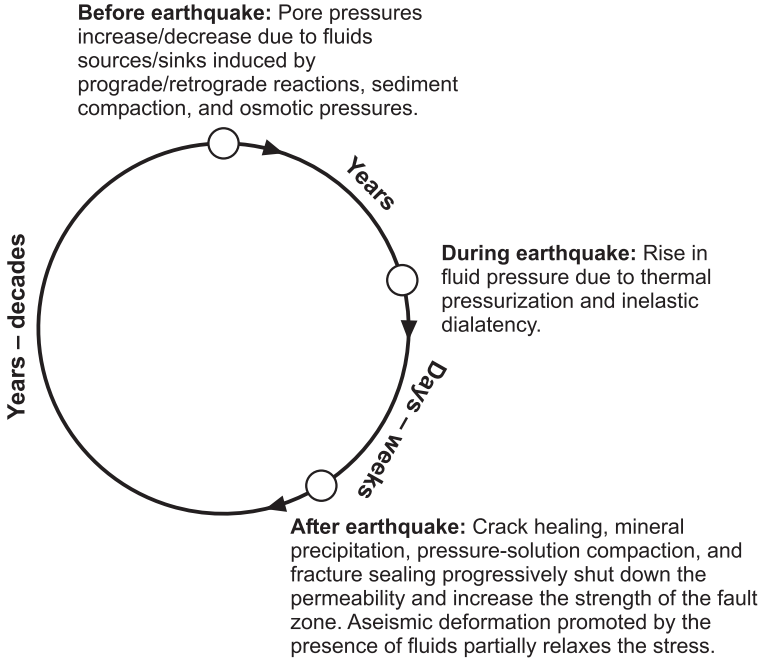 Before earthquake: Pore pressures
increase/decrease due to fluids
sources/sinks induced by
prograde/retrograde reactions, sediment
compaction, and osmotic pressures.
Years
During earthquake: Rise in
fluid pressure due to thermal
pressurization and inelastic
dialatency.
Days – weeks
After earthquake: Crack healing, mineral
precipitation, pressure-solution compaction, and
fracture sealing progressively shut down the
permeability and increase the strength of the fault
zone. Aseismic deformation promoted by the
presence of fluids partially relaxes the stress.
Years – decades